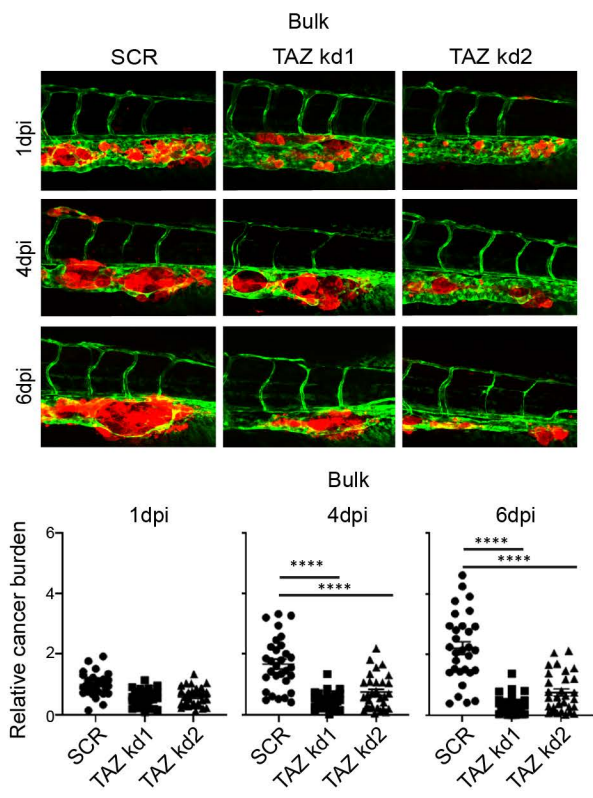 Bulk
SCR TAZ kd1 TAZ kd2
1dpi
4dpi
6dpi
Bulk
1dpi 4dpi 6dpi
Relative cancer burden
6
4
2
0
**** ****
**** ****
SCR TAZ kd1 TAZ kd2 SCR TAZ kd1 TAZ kd2 SCR TAZ kd1 TAZ kd2